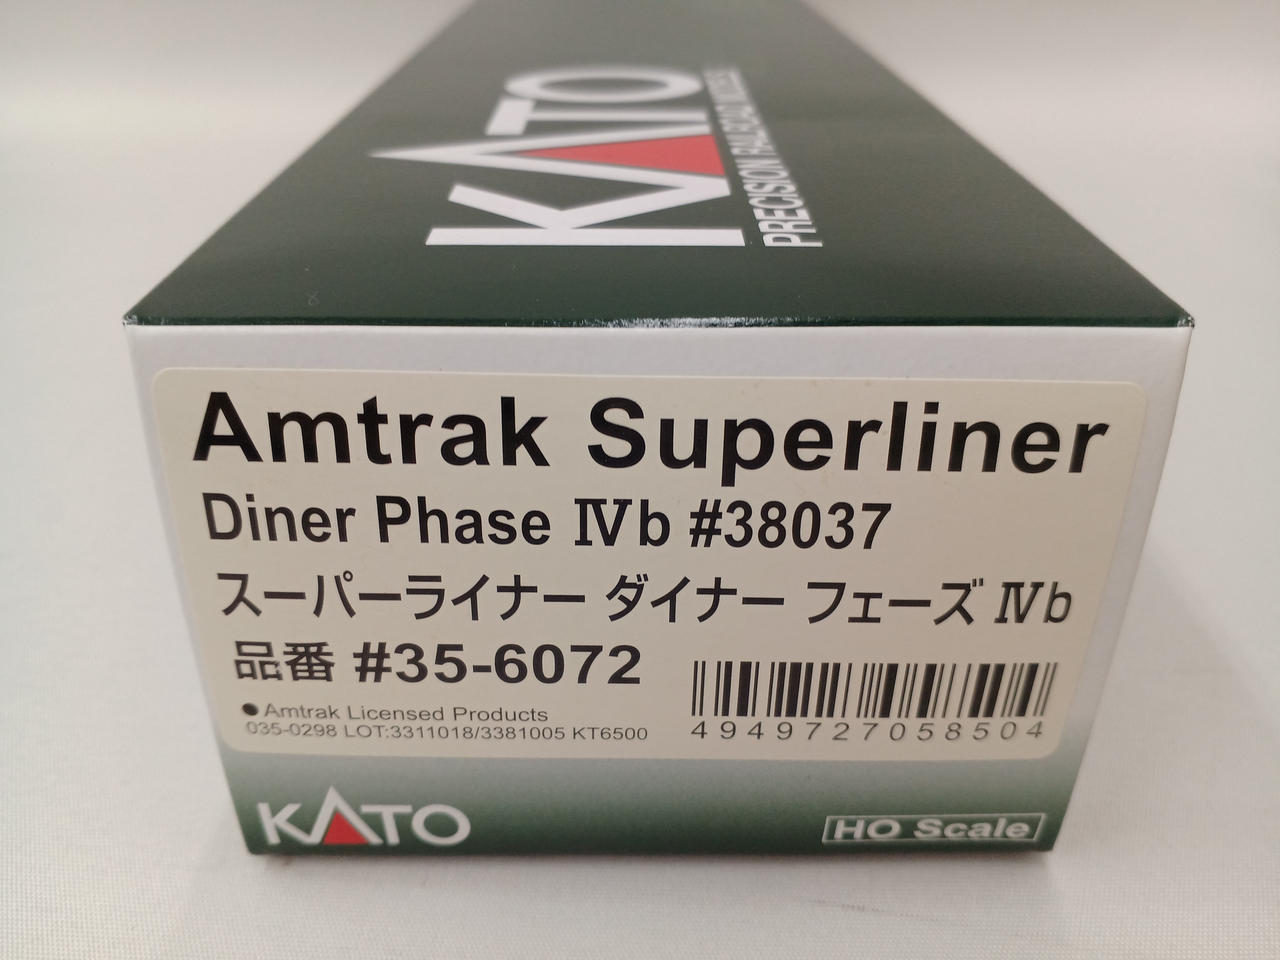 KATO
PRECISION RAILROAD MODELS
Amtrak Superliner
Diner Phase Ⅳb #38037
スーパーライナー ダイナー フェーズ Ⅳb
品番 #35-6072
●Amtrak Licensed Products
035-0298 LOT:3311018/3381005 KT6500
4949727058504
KATO
HO Scale